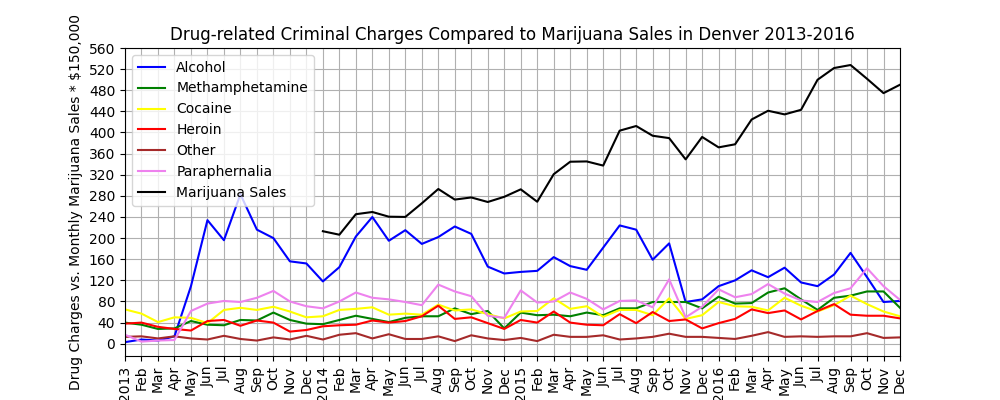 Drug-related Criminal Charges Compared to Marijuana Sales in Denver 2013-2016
Drug Charges vs. Monthly Marijuana Sales * $150,000
560
520
480
440
400
360
320
280
240
200
160
120
80
40
0
Alcohol
Methamphetamine
Cocaine
Heroin
Other
Paraphernalia
Marijuana Sales
2013
Feb
Mar
Apr
May
Jun
Jul
Aug
Sep
Oct
Nov
Dec
2014
Feb
Mar
Apr
May
Jun
Jul
Aug
Sep
Oct
Nov
Dec
2015
Feb
Mar
Apr
May
Jun
Jul
Aug
Sep
Oct
Nov
Dec
2016
Feb
Mar
Apr
May
Jun
Jul
Aug
Sep
Oct
Nov
Dec